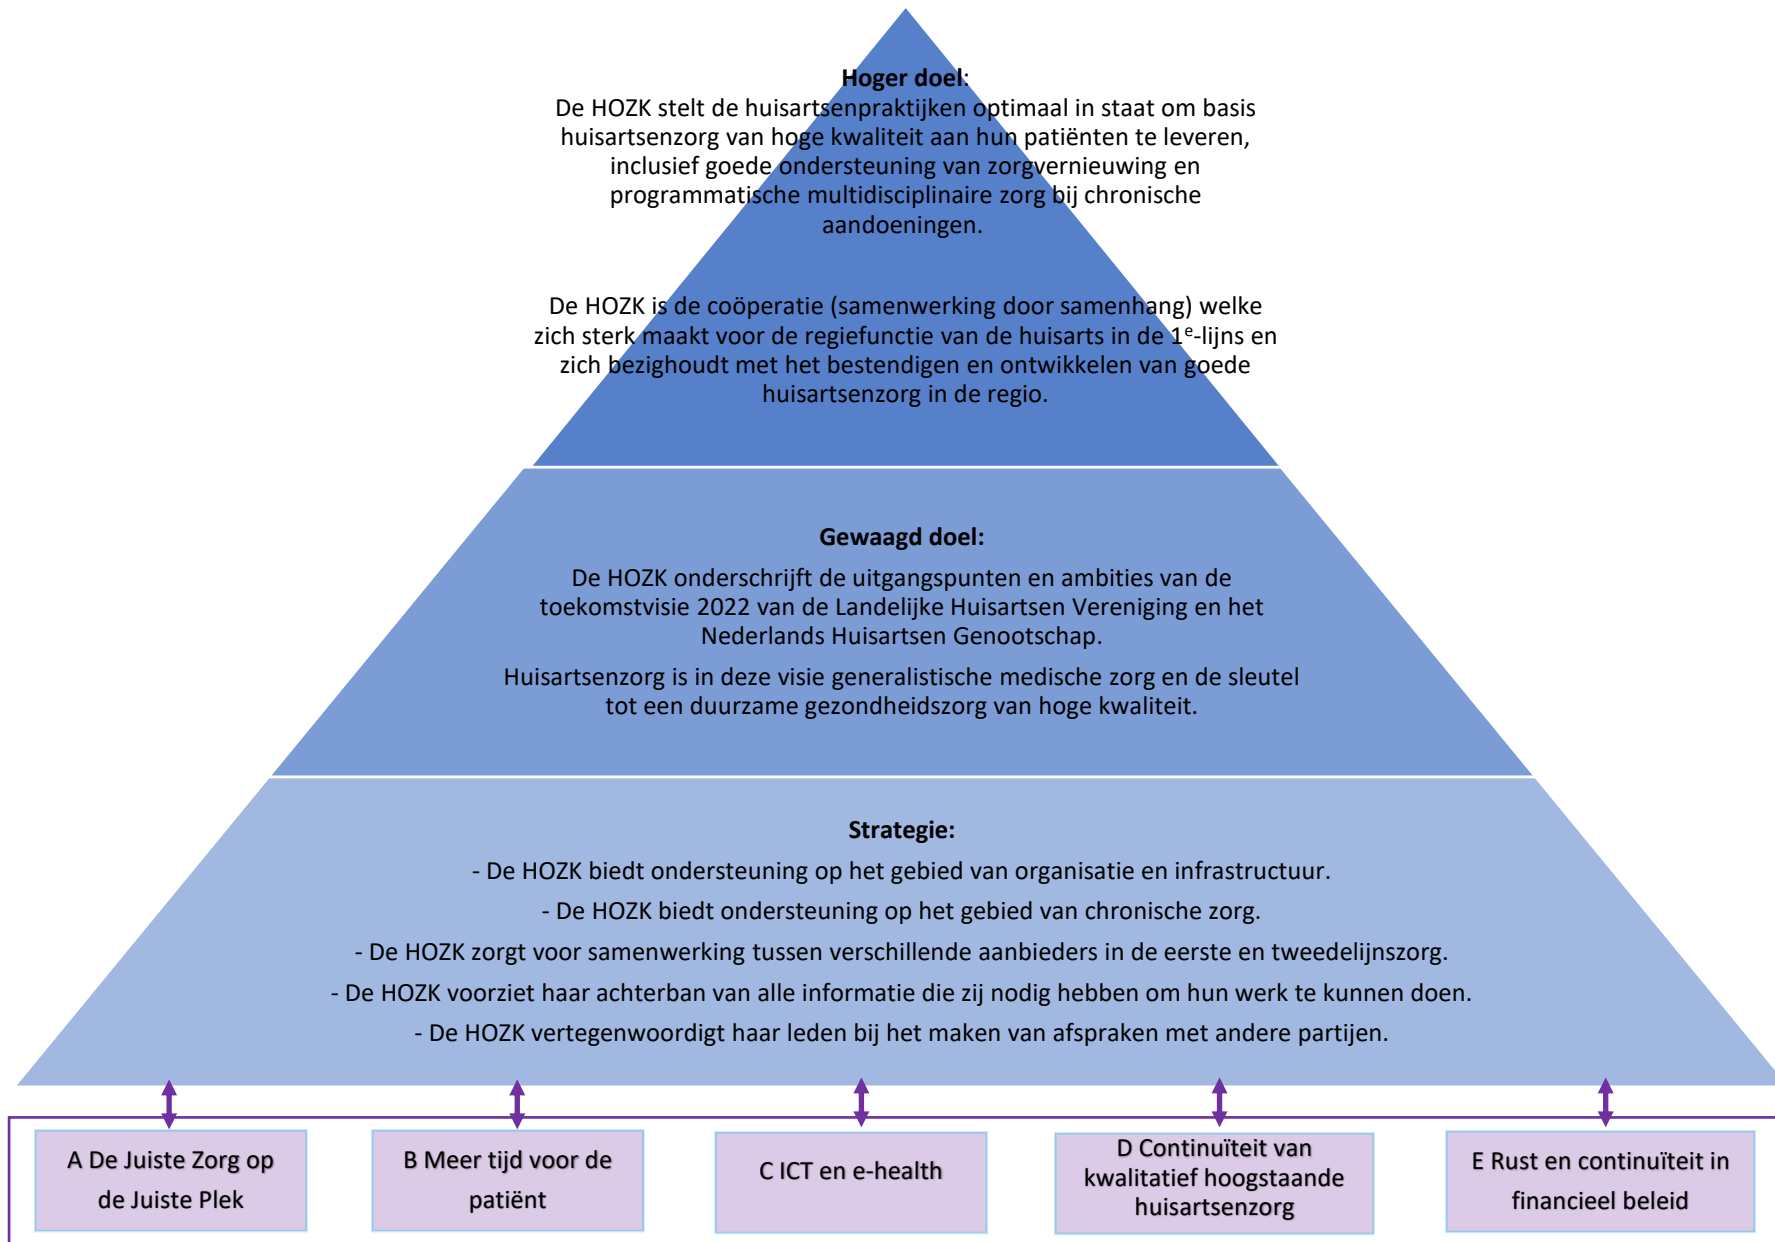 Hoger doel:
De HOZK stelt de huisartsenpraktijken optimaal in staat om basis
huisartsenzorg van hoge kwaliteit aan hun patiënten te leveren,
inclusief goede ondersteuning van zorgvernieuwing en
programmatische multidisciplinaire zorg bij chronische
aandoeningen.
De HOZK is de coöperatie (samenwerking door samenhang) welke
zich sterk maakt voor de regiefunctie van de huisarts in de 1ᵉ-lijns en
zich bezighoudt met het bestendigen en ontwikkelen van goede
huisartsenzorg in de regio.
Gewaagd doel:
De HOZK onderschrijft de uitgangspunten en ambities van de
toekomstvisie 2022 van de Landelijke Huisartsen Vereniging en het
Nederlands Huisartsen Genootschap.
Huisartsenzorg is in deze visie generalistische medische zorg en de sleutel
tot een duurzame gezondheidszorg van hoge kwaliteit.
Strategie:
- De HOZK biedt ondersteuning op het gebied van organisatie en infrastructuur.
- De HOZK biedt ondersteuning op het gebied van chronische zorg.
- De HOZK zorgt voor samenwerking tussen verschillende aanbieders in de eerste en tweedelijnszorg.
- De HOZK voorziet haar achterban van alle informatie die zij nodig hebben om hun werk te kunnen doen.
- De HOZK vertegenwoordigt haar leden bij het maken van afspraken met andere partijen.
A De Juiste Zorg op
de Juiste Plek
B Meer tijd voor de
patiënt
C ICT en e-health
D Continuïteit van
kwalitatief hoogstaande
huisartsenzorg
E Rust en continuïteit in
financieel beleid